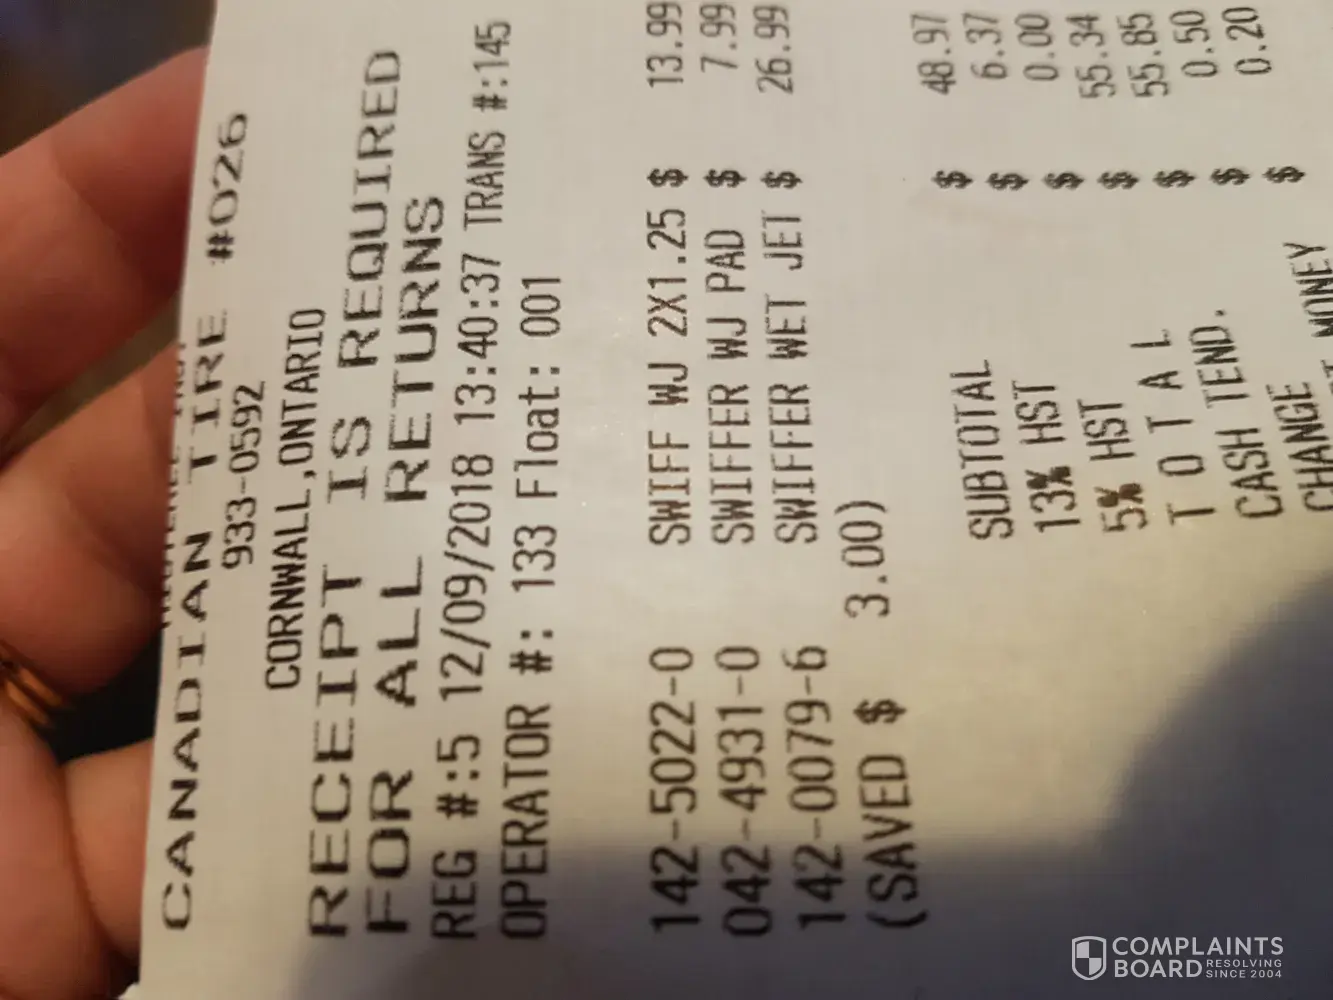 CANADIAN TIRE #026
933-0592
CORNWALL,ONTARIO
RECEIPT IS REQUIRED
FOR ALL RETURNS
REG #:5 12/09/2018 13:40:37 TRANS #:145
OPERATOR #: 133 Float: 001
142-5022-0 SWIFF WJ 2X1.25 $ 13.99
042-4931-0 SWIFFER WJ PAD $ 7.99
142-0079-6 SWIFFER WET JET $ 26.99
(SAVED $ 3.00)
SUBTOTAL $ 48.97
13% HST $ 6.37
5% HST $ 0.00
T O T A L $ 55.34
CASH TEND. $ 55.85
CHANGE $ 0.50
MONEY $ 0.20
COMPLAINTS
BOARD RESOLVING
SINCE 2004